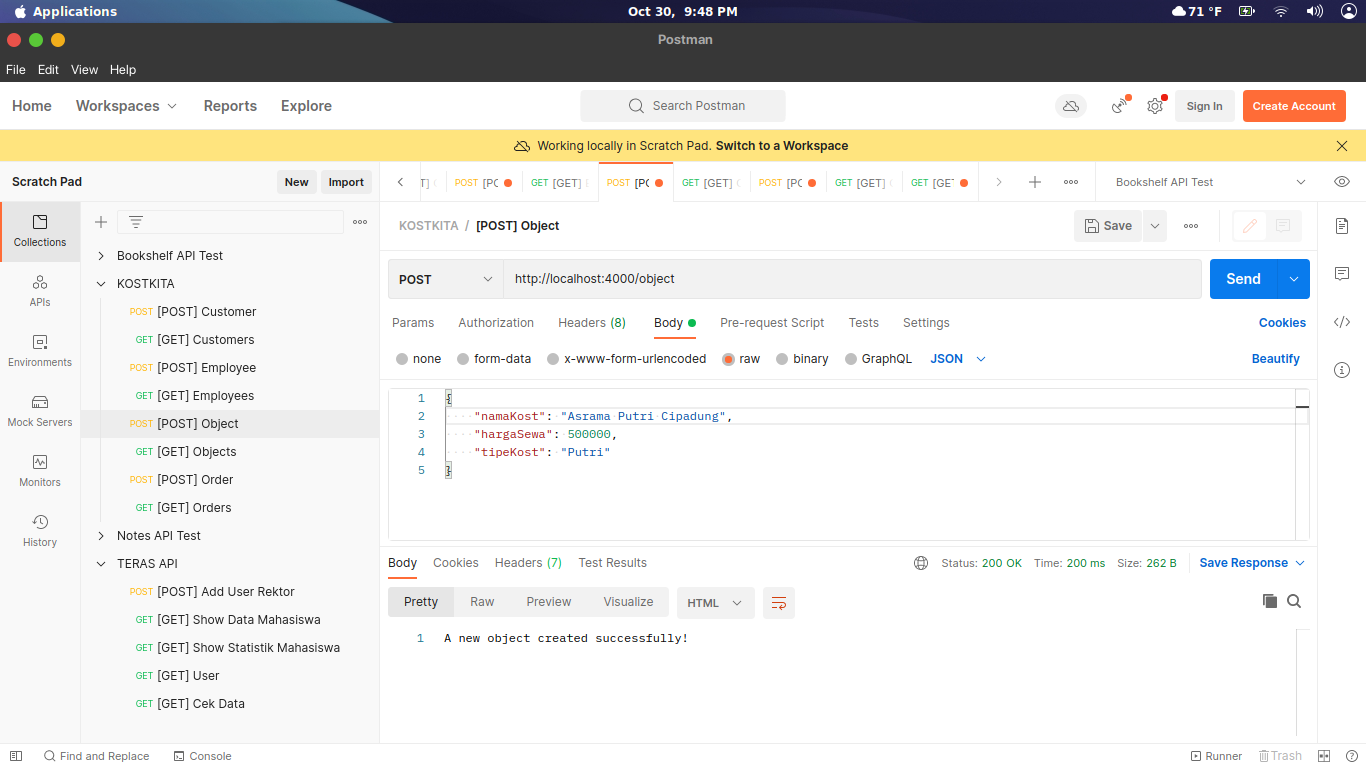 Applications
Oct 30, 9:48 PM
71 °F
Postman
File Edit View Help
Home Workspaces Reports Explore
Search Postman
Sign In
Create Account
Working locally in Scratch Pad. Switch to a Workspace
Scratch Pad
New
Import
POST [PC
GET [GET]
POST [PC
GET [GET]
POST [PC
GET [GET]
GET [GE
Bookshelf API Test
Collections
APIs
Environments
Mock Servers
Monitors
History
Bookshelf API Test
KOSTKITA
POST [POST] Customer
GET [GET] Customers
POST [POST] Employee
GET [GET] Employees
POST [POST] Object
GET [GET] Objects
POST [POST] Order
GET [GET] Orders
Notes API Test
TERAS API
POST [POST] Add User Rektor
GET [GET] Show Data Mahasiswa
GET [GET] Show Statistik Mahasiswa
GET [GET] User
GET [GET] Cek Data
KOSTKITA / [POST] Object
Save
POST
http://localhost:4000/object
Send
Params Authorization Headers (8) Body Pre-request Script Tests Settings
Cookies
none form-data x-www-form-urlencoded raw binary GraphQL JSON
Beautify
1 {
2 "namaKost": "Asrama Putri Cipadung",
3 "hargaSewa": 500000,
4 "tipeKost": "Putri"
5 }
Body Cookies Headers (7) Test Results
Status: 200 OK Time: 200 ms Size: 262 B
Save Response
Pretty Raw Preview Visualize HTML
1 A new object created successfully!
Find and Replace Console
Runner Trash